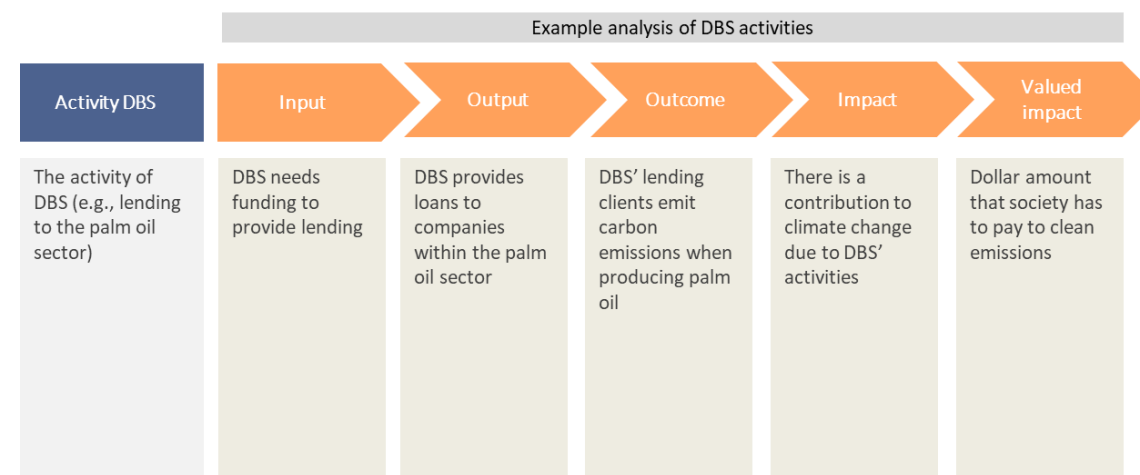 Example analysis of DBS activities
Activity DBS
Input
Output
Outcome
Impact
Valued
impact
The activity of
DBS (e.g., lending
to the palm oil
sector)
DBS needs
funding to
provide lending
DBS provides
loans to
companies
within the palm
oil sector
DBS’ lending
clients emit
carbon
emissions when
producing palm
oil
There is a
contribution to
climate change
due to DBS’
activities
Dollar amount
that society has
to pay to clean
emissions